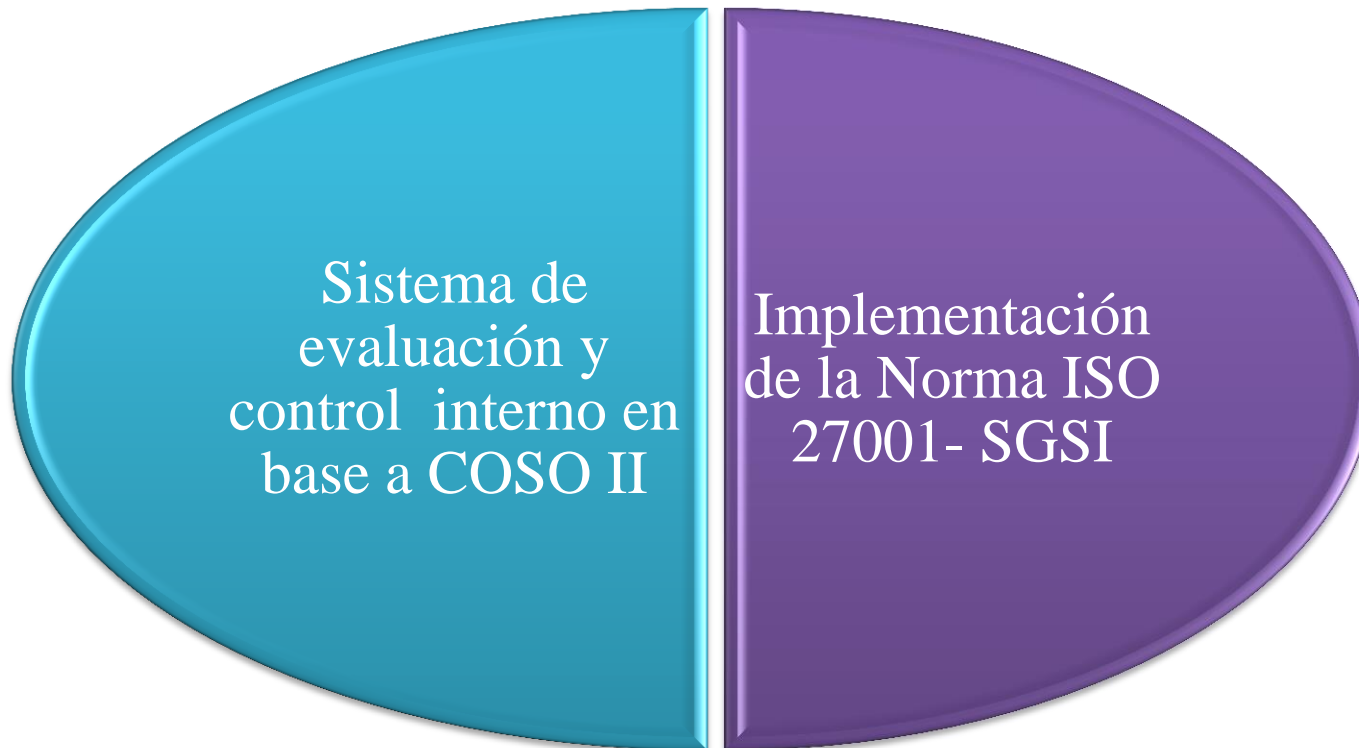 Sistema de
evaluación y
control  interno en
base a COSO II
Implementación
de la Norma ISO
27001- SGSI